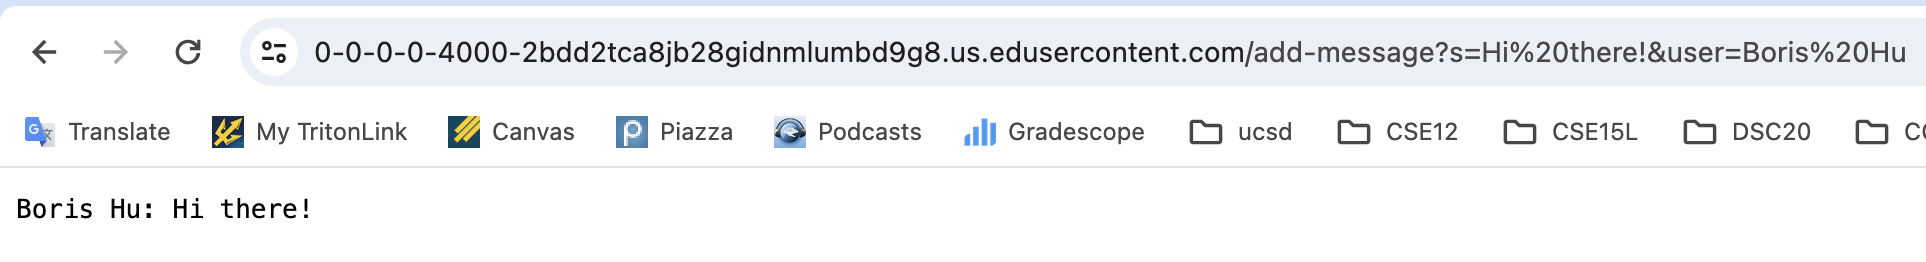 0-0-0-0-4000-2bdd2tca8jb28gidnmlumbd9g8.us.edusercontent.com/add-message?s=Hi%20there!&user=Boris%20Hu
Translate My TritonLink Canvas Piazza Podcasts Gradescope ucsd CSE12 CSE15L DSC20
Boris Hu: Hi there!